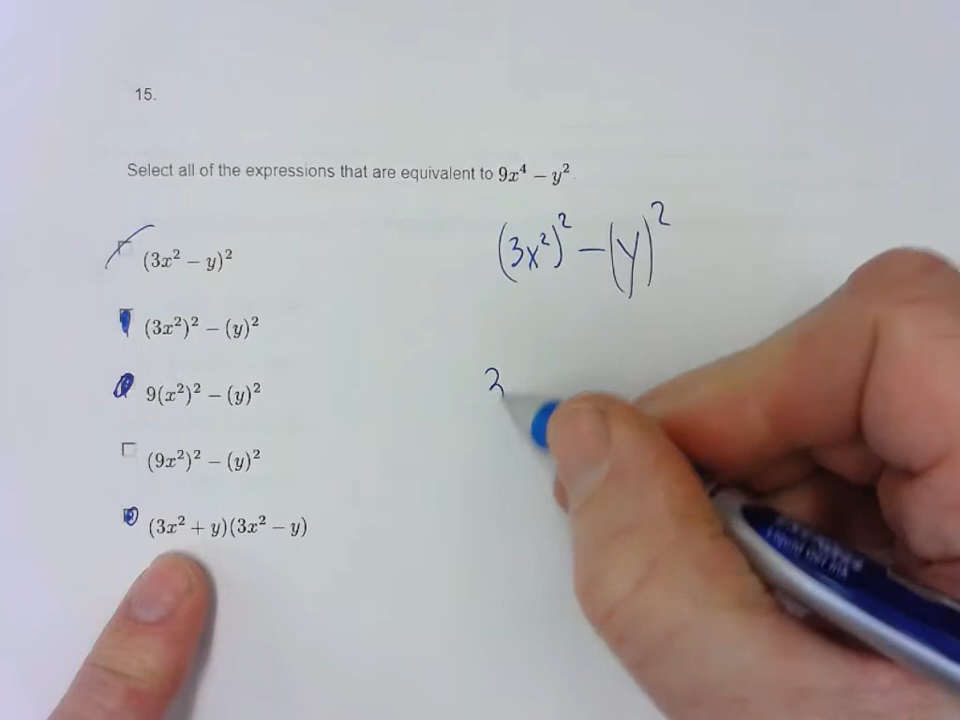 15.
Select all of the expressions that are equivalent to 9x⁴ − y²
(3x² − y)²
(3x²)² − (y)²
(3x²)² − (y)²
9(x²)² − (y)²
(9x²)² − (y)²
(3x² + y)(3x² − y)
3